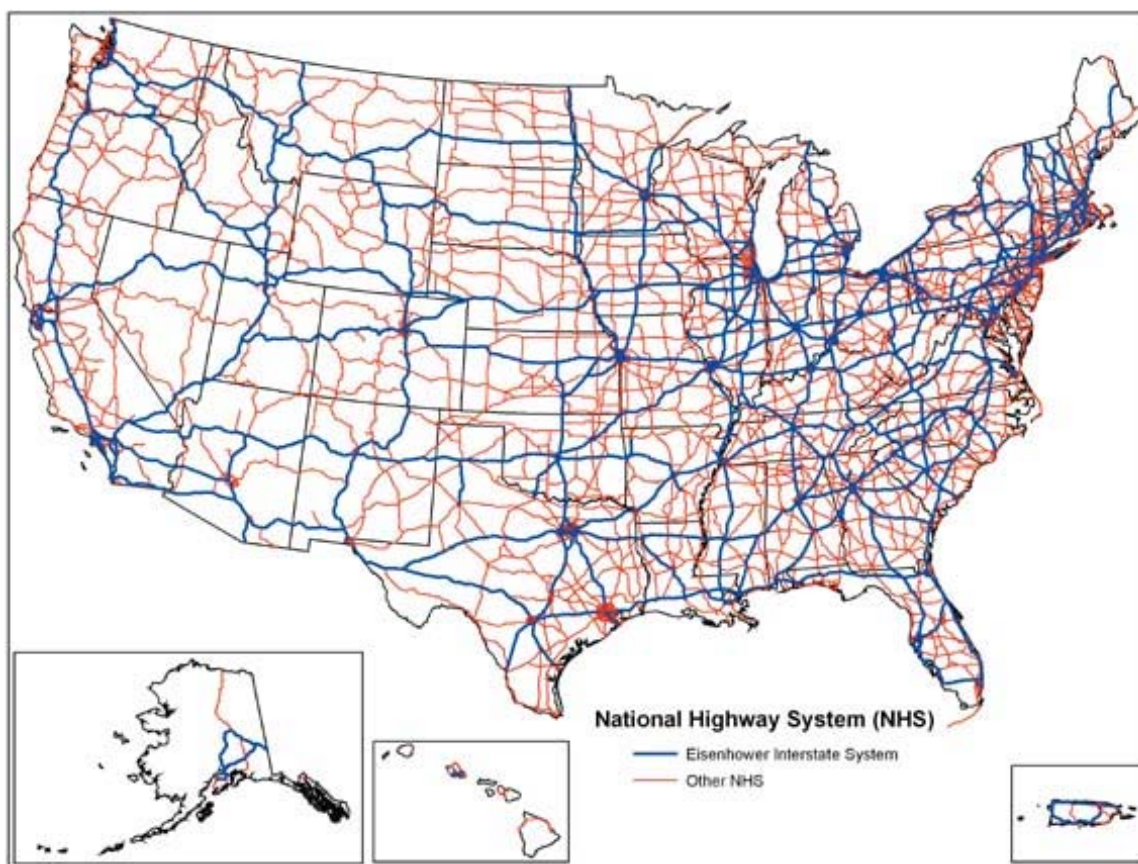 National Highway System (NHS)
Eisenhower Interstate System
Other NHS